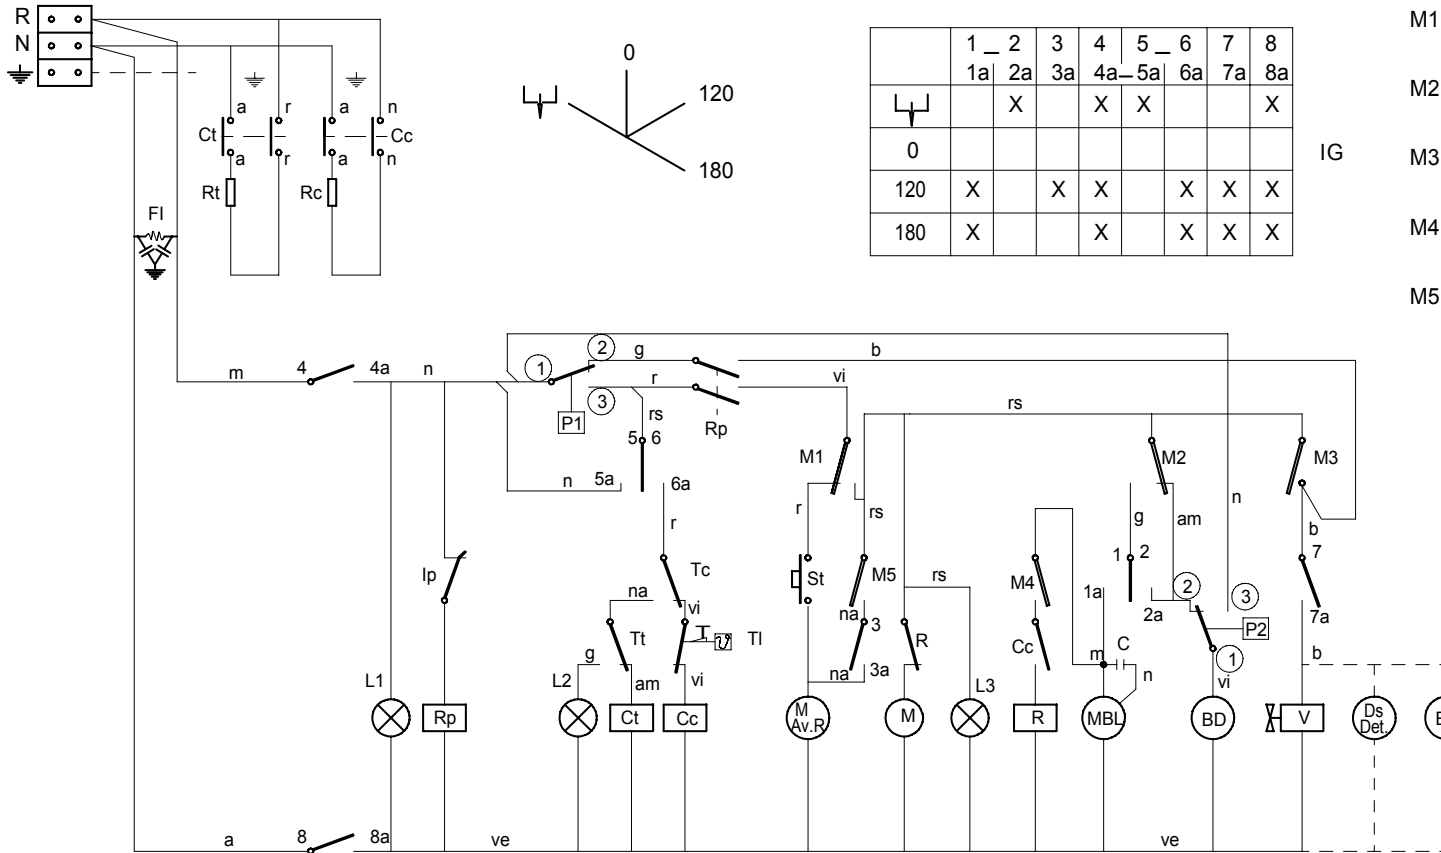 R
N
M1
1 _ 2 3 4 5 _ 6 7 8
1a 2a 3a 4a–5a 6a 7a 8a
X X X X
0
120 X X X X X X
180 X X X X X
IG
M2
M3
M4
M5
0
120
180
a r a n
Ct Cc
a r a n
Rt Rc
FI
m 4 4a n 1 2 g b
3 r vi
P1 rs Rp rs
5 6 M1 M2 M3
n 5a 6a r rs g am n b
r
Ip Tc St M5 rs M4 1 2 7
na vi na 1a 2a 2 3 7a
Tt TI 3 R Cc P2
g am vi na 3a m C n 1 vi b
L1 L2 L3
Rp Ct Cc M Av.R M R MBL BD V Ds Det.
a 8 8a ve ve